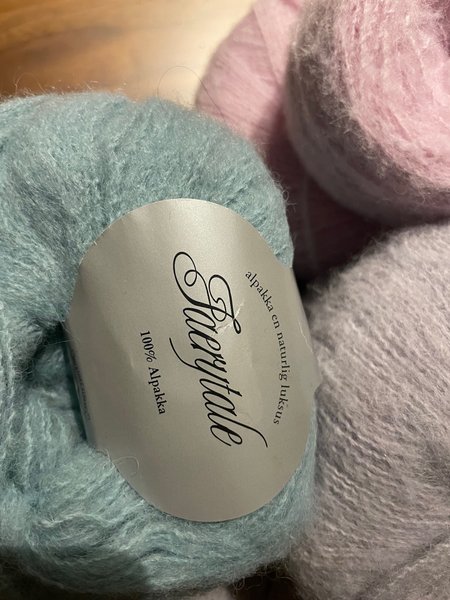 alpakka en naturlig luksus
Faerytale
100% Alpakka